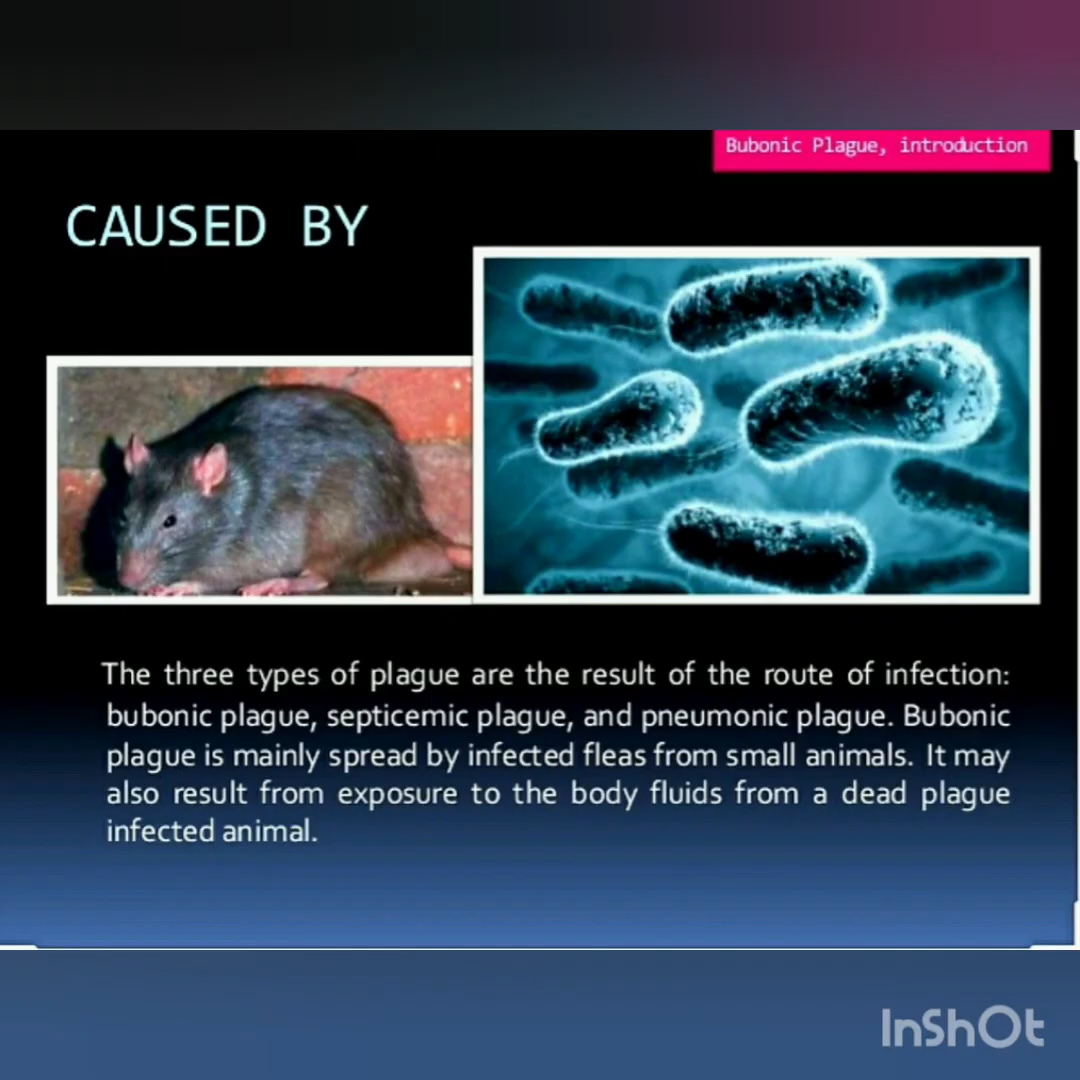 Bubonic Plague, introduction
CAUSED BY
The three types of plague are the result of the route of infection:
bubonic plague, septicemic plague, and pneumonic plague. Bubonic
plague is mainly spread by infected fleas from small animals. It may
also result from exposure to the body fluids from a dead plague
infected animal.
InShOt